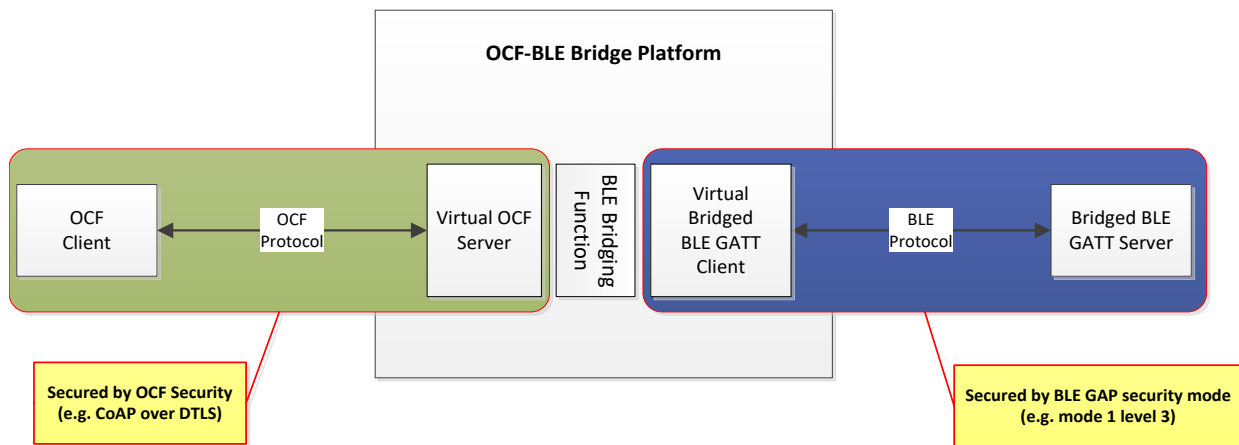 OCF-BLE Bridge Platform
OCF
Client
OCF
Protocol
Virtual OCF
Server
BLE Bridging
Function
Virtual
Bridged
BLE GATT
Client
BLE
Protocol
Bridged BLE
GATT Server
Secured by OCF Security
(e.g. CoAP over DTLS)
Secured by BLE GAP security mode
(e.g. mode 1 level 3)